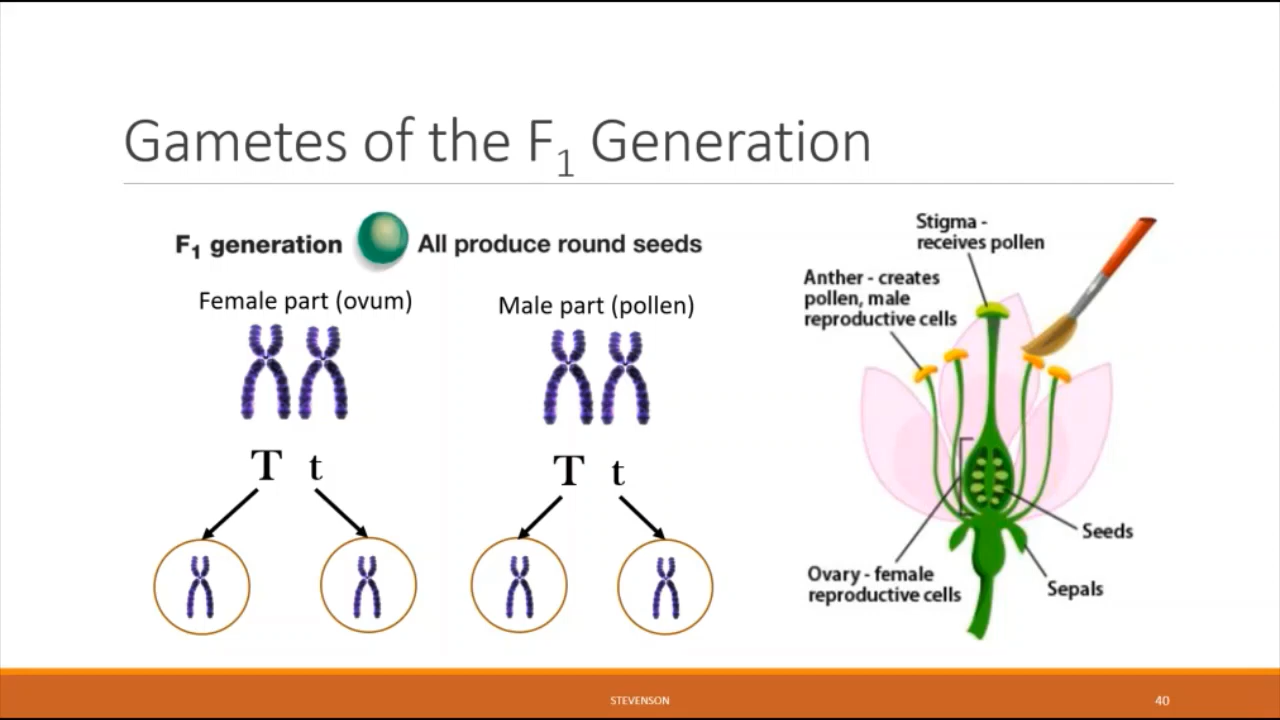 Gametes of the F₁ Generation
F₁ generation All produce round seeds
Female part (ovum)
Male part (pollen)
T t
T t
Stigma -
receives pollen
Anther - creates
pollen, male
reproductive cells
Seeds
Ovary - female
reproductive cells
Sepals
STEVENSON
40